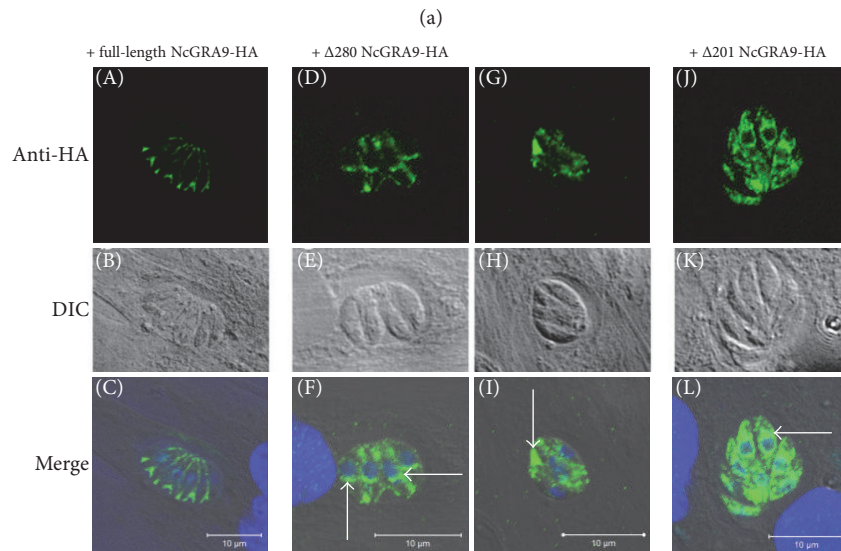 (a)
+ full-length NcGRA9-HA + Δ280 NcGRA9-HA + Δ201 NcGRA9-HA
(A) (D) (G) (J)
Anti-HA
(B) (E) (H) (K)
DIC
(C) (F) (I) (L)
Merge
10 μm 10 μm 10 μm 10 μm